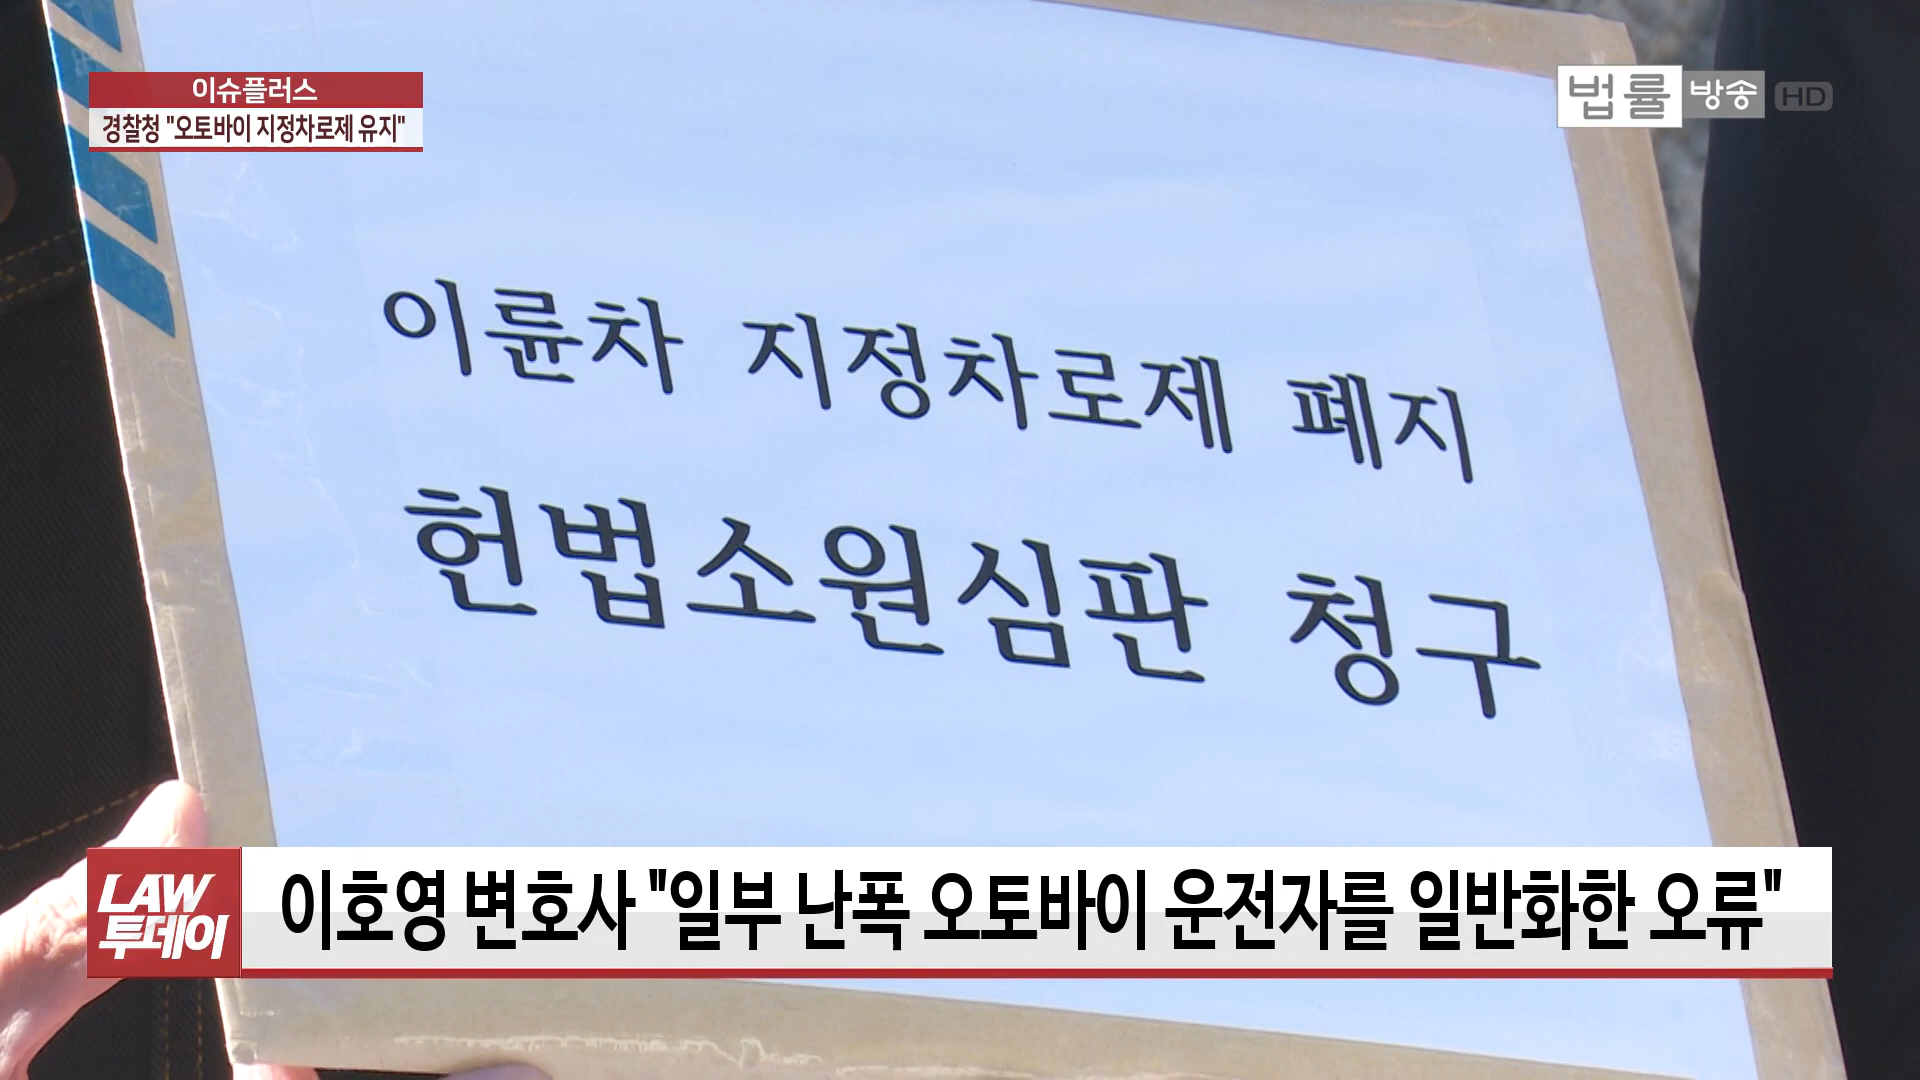 이슈플러스
경찰청 "오토바이 지정차로제 유지"
법률방송 HD
이륜차 지정차로제 폐지
헌법소원심판 청구
LAW
투데이
이호영 변호사 "일부 난폭 오토바이 운전자를 일반화한 오류"